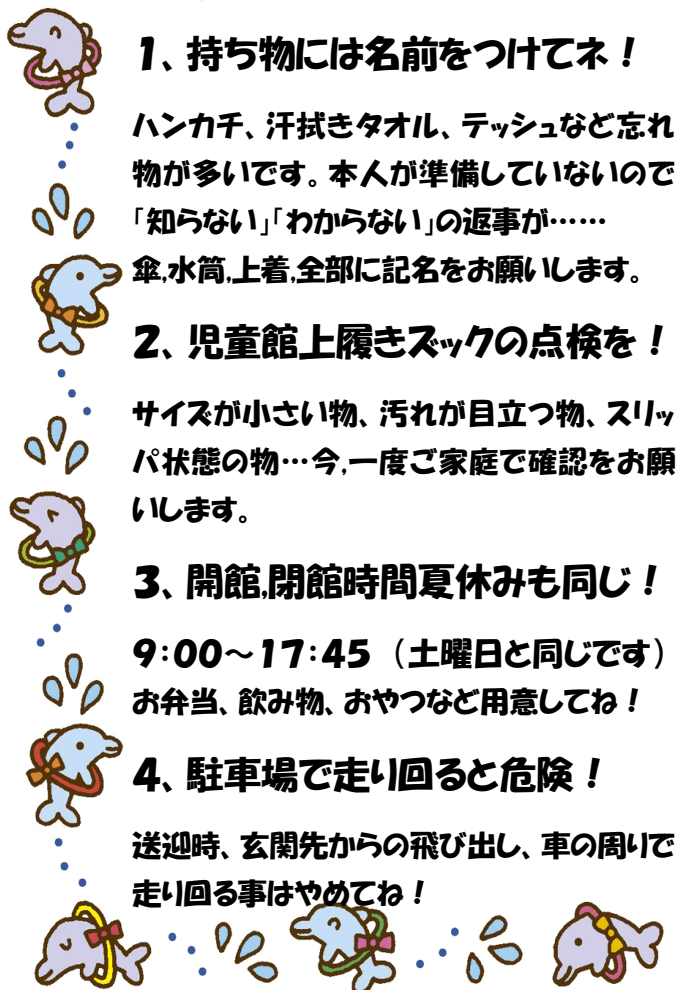 1、持ち物には名前をつけてネ！
ハンカチ、汗拭きタオル、テッシュなど忘れ
物が多いです。本人が準備していないので
「知らない」「わからない」の返事が……
傘,水筒,上着,全部に記名をお願いします。
2、児童館上履きズックの点検を！
サイズが小さい物、汚れが目立つ物、スリッ
パ状態の物…今,一度ご家庭で確認をお願
いします。
3、開館,閉館時間夏休みも同じ！
9:00～17:45（土曜日と同じです）
お弁当、飲み物、おやつなど用意してね！
4、駐車場で走り回ると危険！
送迎時、玄関先からの飛び出し、車の周りで
走り回る事はやめてね！